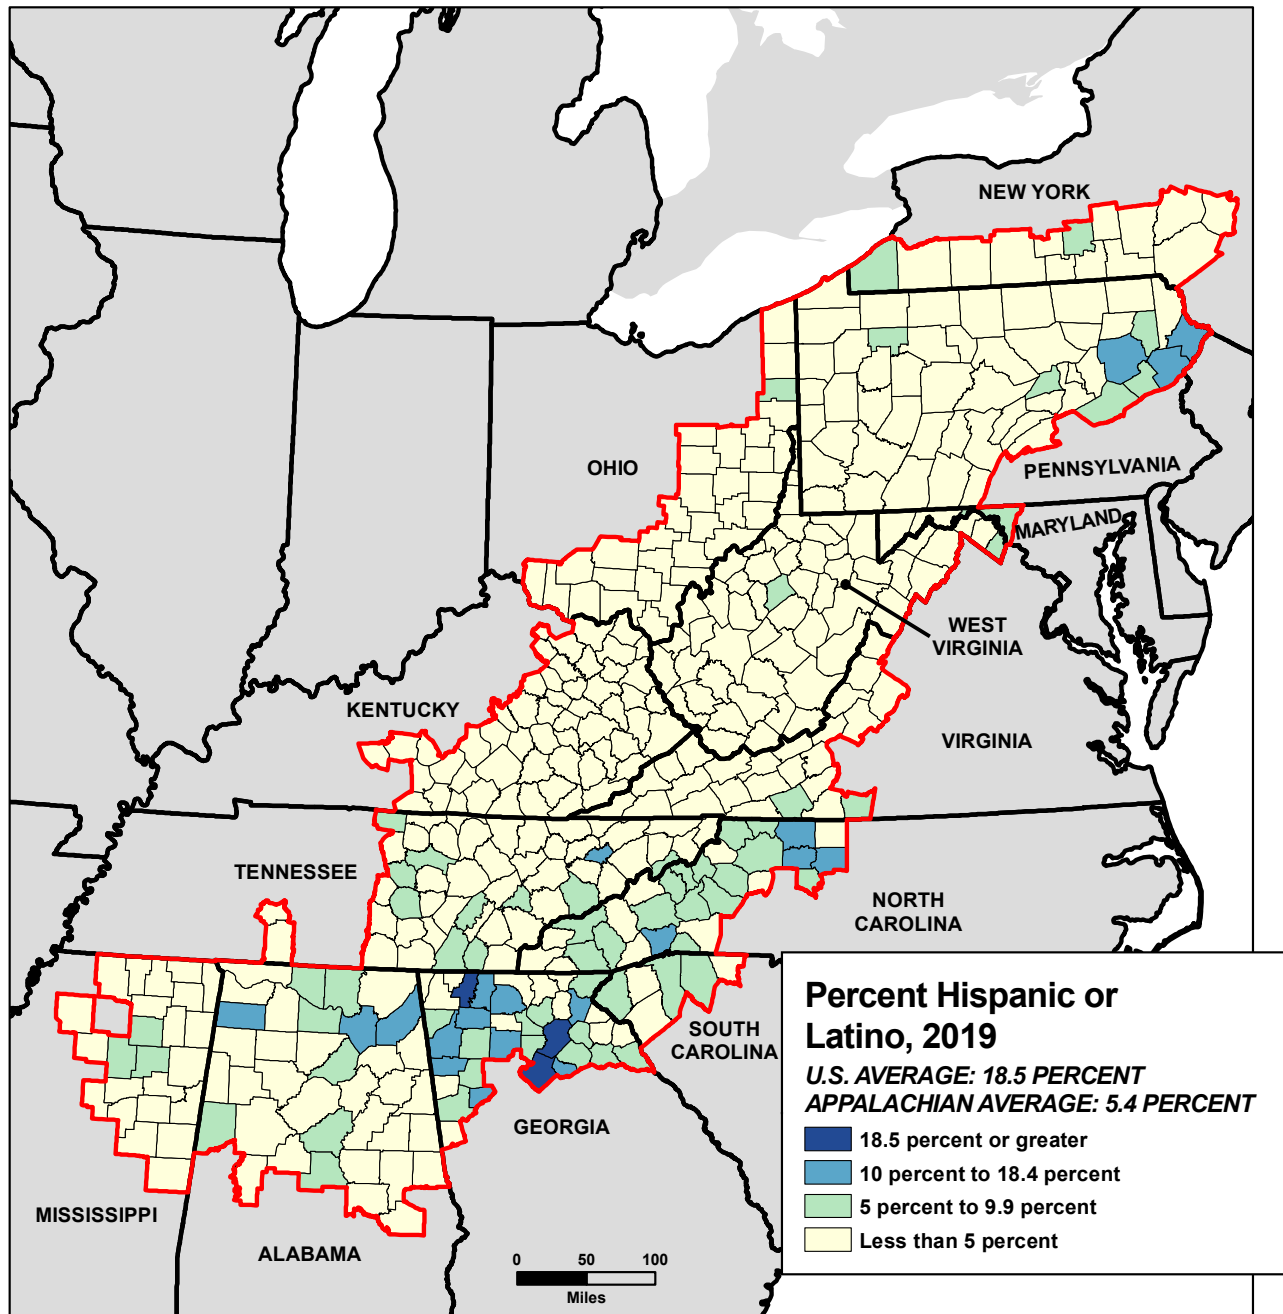 NEW YORK
OHIO
PENNSYLVANIA
MARYLAND
WEST
VIRGINIA
KENTUCKY
VIRGINIA
TENNESSEE
NORTH
CAROLINA
SOUTH
CAROLINA
GEORGIA
MISSISSIPPI
ALABAMA
Percent Hispanic or
Latino, 2019
U.S. AVERAGE: 18.5 PERCENT
APPALACHIAN AVERAGE: 5.4 PERCENT
18.5 percent or greater
10 percent to 18.4 percent
5 percent to 9.9 percent
Less than 5 percent
0 50 100
Miles